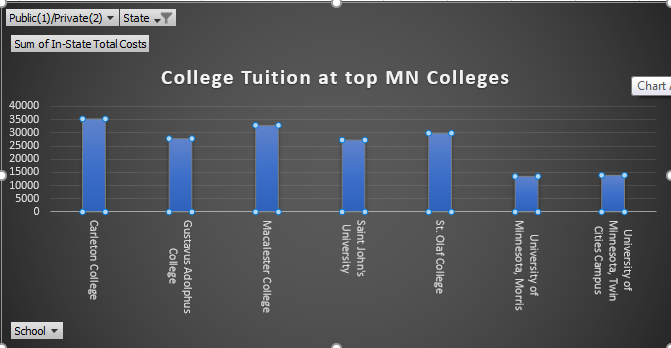 Public(1)/Private(2) State
Sum of In-State Total Costs
College Tuition at top MN Colleges
Chart
40000
35000
30000
25000
20000
15000
10000
5000
0
Carleton College
Gustavus Adolphus
College
Macalester College
Saint John's
University
St. Olaf College
University of
Minnesota, Morris
University of
Minnesota, Twin
Cities Campus
School